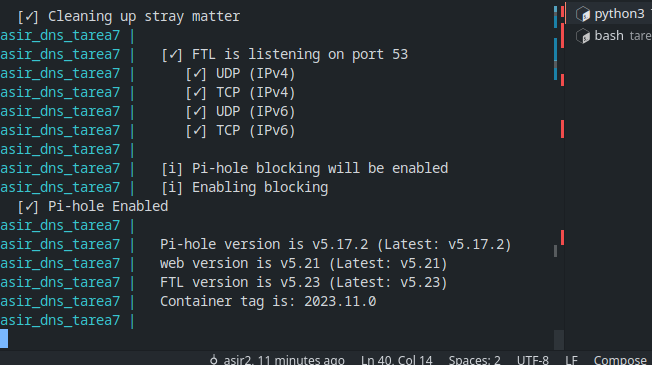 [✓] Cleaning up stray matter
asir_dns_tarea7 |
asir_dns_tarea7 | [✓] FTL is listening on port 53
asir_dns_tarea7 | [✓] UDP (IPv4)
asir_dns_tarea7 | [✓] TCP (IPv4)
asir_dns_tarea7 | [✓] UDP (IPv6)
asir_dns_tarea7 | [✓] TCP (IPv6)
asir_dns_tarea7 |
asir_dns_tarea7 | [i] Pi-hole blocking will be enabled
asir_dns_tarea7 | [i] Enabling blocking
[✓] Pi-hole Enabled
asir_dns_tarea7 |
asir_dns_tarea7 | Pi-hole version is v5.17.2 (Latest: v5.17.2)
asir_dns_tarea7 | web version is v5.21 (Latest: v5.21)
asir_dns_tarea7 | FTL version is v5.23 (Latest: v5.23)
asir_dns_tarea7 | Container tag is: 2023.11.0
asir_dns_tarea7 |
python3
bash tare
asir2, 11 minutes ago Ln 40, Col 14 Spaces: 2 UTF-8 LF Compose